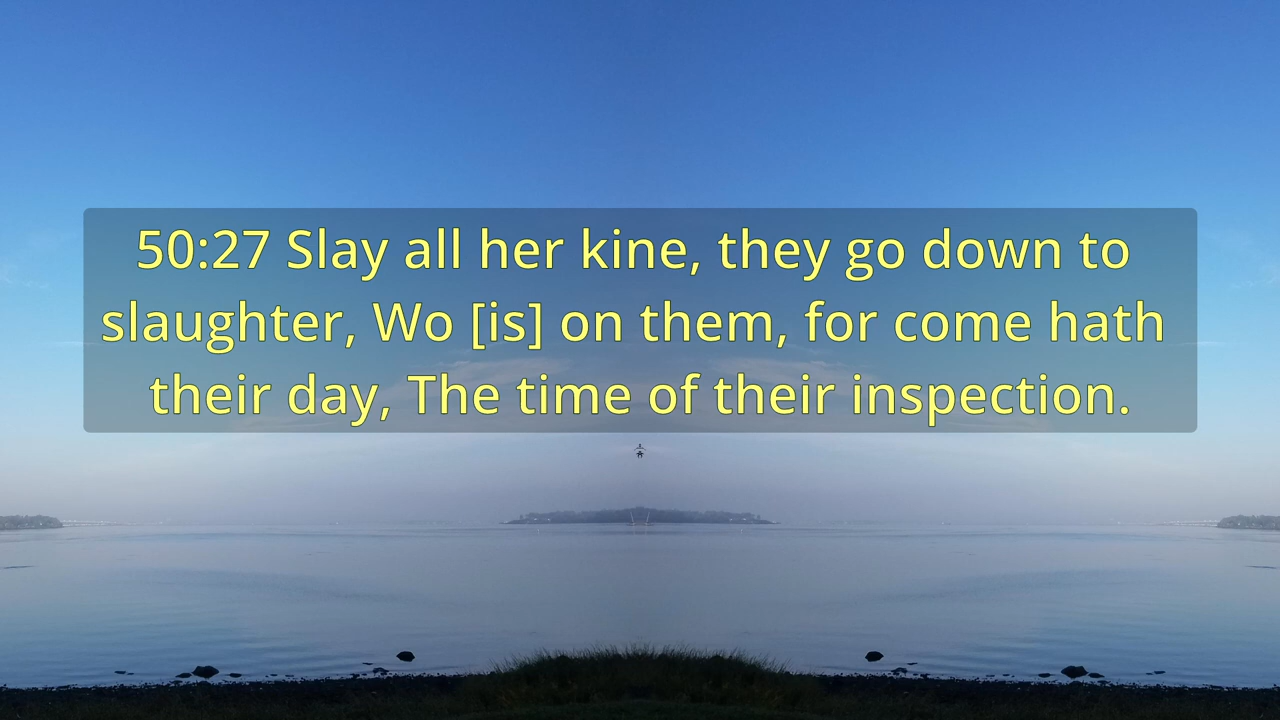 50:27 Slay all her kine, they go down to
slaughter, Wo [is] on them, for come hath
their day, The time of their inspection.